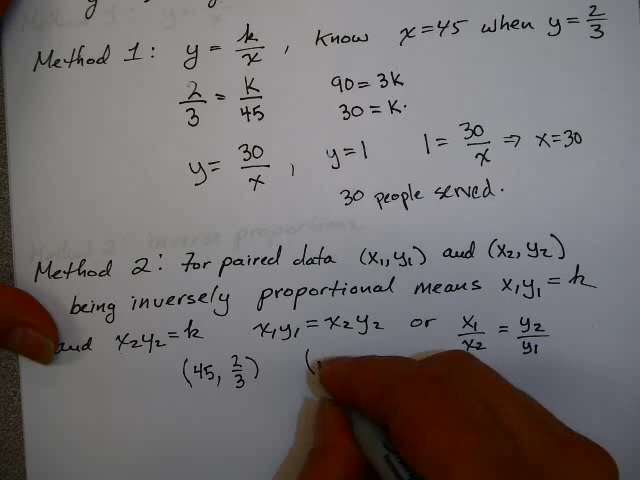 Method 1: y = k/x, know x=45 when y = 2/3
2/3 = K/45 90 = 3K
30 = K.
y = 30/x, y=1 1 = 30/x ⇒ x=30
30 people served.
Method 2: For paired data (x₁,y₁) and (x₂,y₂)
being inversely proportional means x₁y₁ = k
and x₂y₂=k x₁y₁ = x₂y₂ or x₁/x₂ = y₂/y₁
(45, 2/3) (